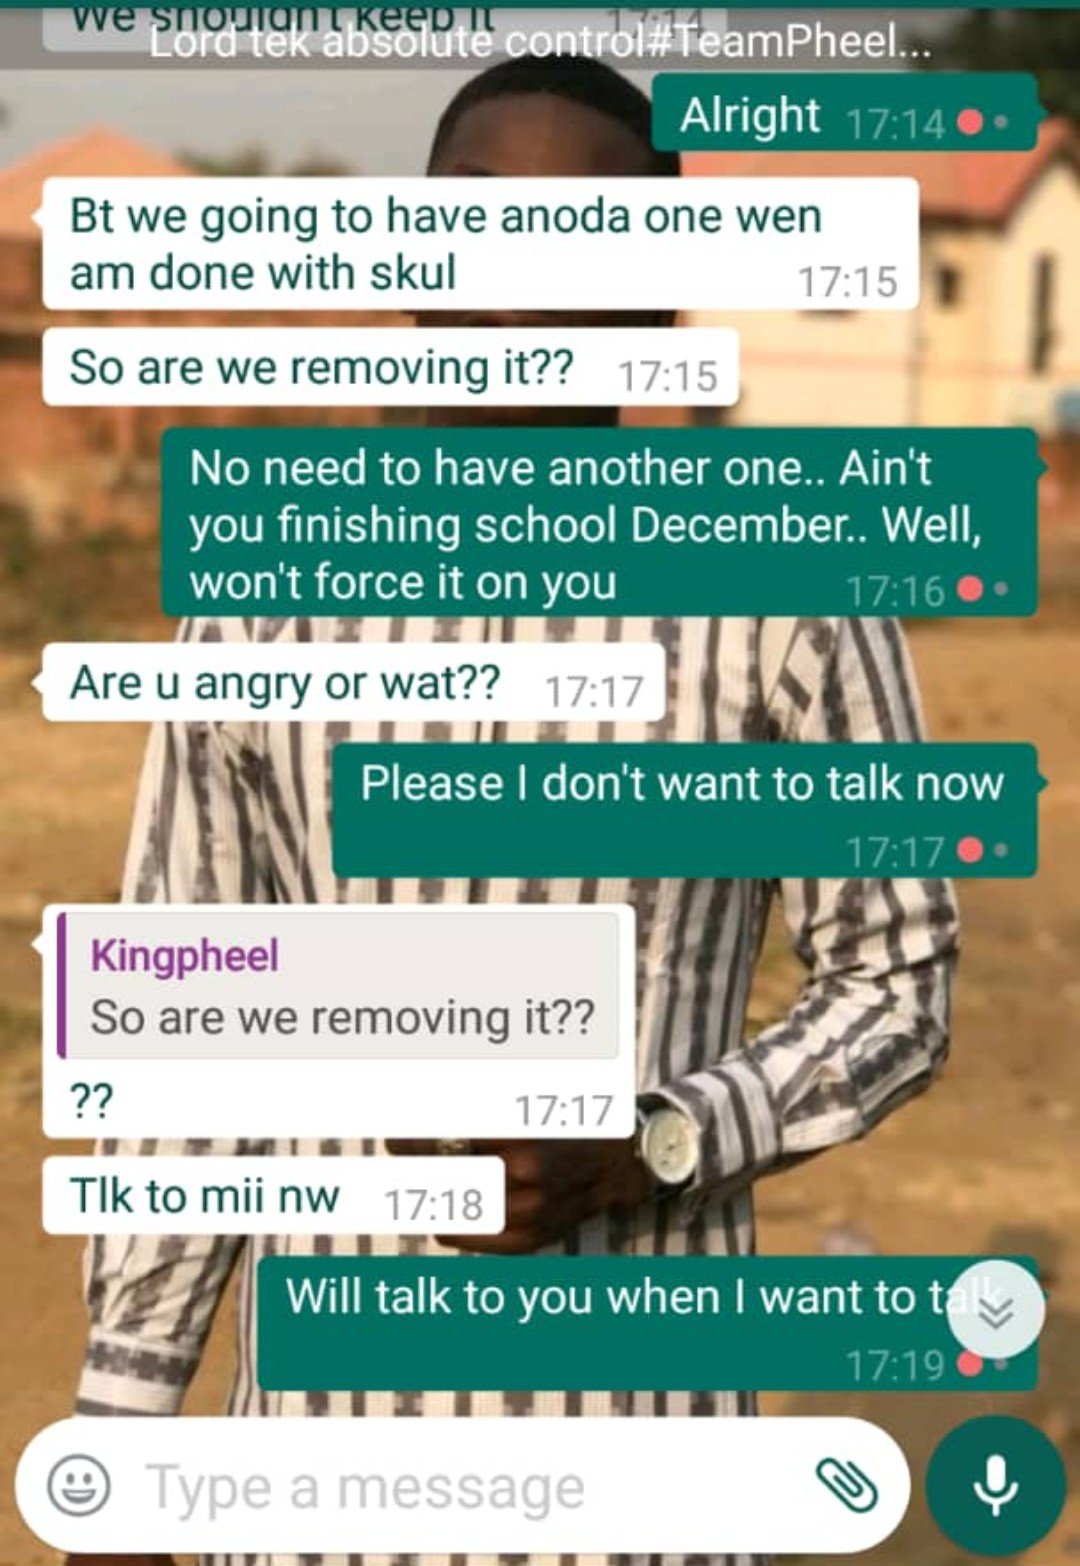 We shouldn't keep it 17:14
Lord tek absolute control#TeamPheel...
Alright 17:14
Bt we going to have anoda one wen
am done with skul 17:15
So are we removing it?? 17:15
No need to have another one.. Ain't
you finishing school December.. Well,
won't force it on you 17:16
Are u angry or wat?? 17:17
Please I don't want to talk now
17:17
Kingpheel
So are we removing it??
?? 17:17
Tlk to mii nw 17:18
Will talk to you when I want to talk
17:19
Type a message